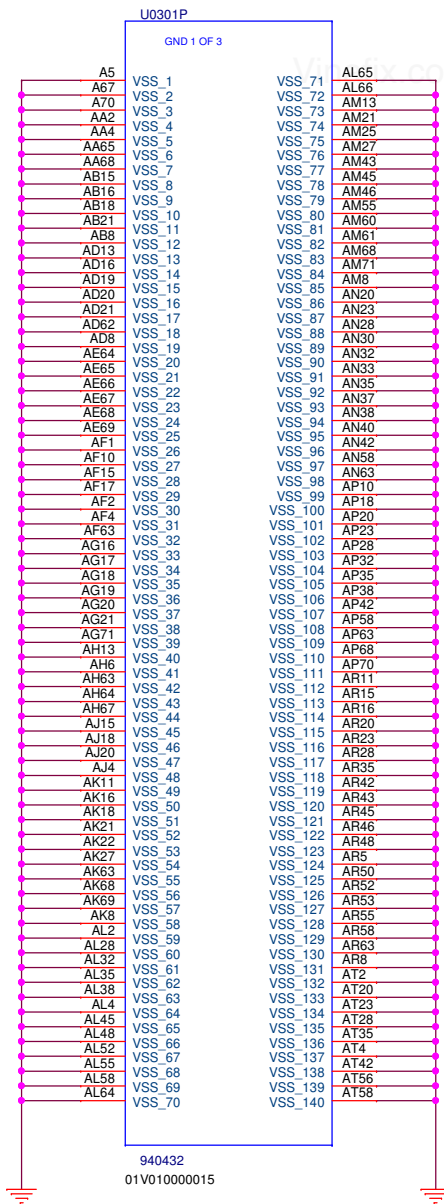 U0301P
GND 1 OF 3
Vinafix.co
A5 VSS_1 VSS_71 AL65
A67 VSS_2 VSS_72 AL66
A70 VSS_3 VSS_73 AM13
AA2 VSS_4 VSS_74 AM21
AA4 VSS_5 VSS_75 AM25
AA65 VSS_6 VSS_76 AM27
AA68 VSS_7 VSS_77 AM43
AB15 VSS_8 VSS_78 AM45
AB16 VSS_9 VSS_79 AM46
AB18 VSS_10 VSS_80 AM55
AB21 VSS_11 VSS_81 AM60
AB8 VSS_12 VSS_82 AM61
AD13 VSS_13 VSS_83 AM68
AD16 VSS_14 VSS_84 AM71
AD19 VSS_15 VSS_85 AM8
AD20 VSS_16 VSS_86 AN20
AD21 VSS_17 VSS_87 AN23
AD62 VSS_18 VSS_88 AN28
AD8 VSS_19 VSS_89 AN30
AE64 VSS_20 VSS_90 AN32
AE65 VSS_21 VSS_91 AN33
AE66 VSS_22 VSS_92 AN35
AE67 VSS_23 VSS_93 AN37
AE68 VSS_24 VSS_94 AN38
AE69 VSS_25 VSS_95 AN40
AF1 VSS_26 VSS_96 AN42
AF10 VSS_27 VSS_97 AN58
AF15 VSS_28 VSS_98 AN63
AF17 VSS_29 VSS_99 AP10
AF2 VSS_30 VSS_100 AP18
AF4 VSS_31 VSS_101 AP20
AF63 VSS_32 VSS_102 AP23
AG16 VSS_33 VSS_103 AP28
AG17 VSS_34 VSS_104 AP32
AG18 VSS_35 VSS_105 AP35
AG19 VSS_36 VSS_106 AP38
AG20 VSS_37 VSS_107 AP42
AG21 VSS_38 VSS_108 AP58
AG71 VSS_39 VSS_109 AP63
AH13 VSS_40 VSS_110 AP68
AH6 VSS_41 VSS_111 AP70
AH63 VSS_42 VSS_112 AR11
AH64 VSS_43 VSS_113 AR15
AH67 VSS_44 VSS_114 AR16
AJ15 VSS_45 VSS_115 AR20
AJ18 VSS_46 VSS_116 AR23
AJ20 VSS_47 VSS_117 AR28
AJ4 VSS_48 VSS_118 AR35
AK11 VSS_49 VSS_119 AR42
AK16 VSS_50 VSS_120 AR43
AK18 VSS_51 VSS_121 AR45
AK21 VSS_52 VSS_122 AR46
AK22 VSS_53 VSS_123 AR48
AK27 VSS_54 VSS_124 AR5
AK63 VSS_55 VSS_125 AR50
AK68 VSS_56 VSS_126 AR52
AK69 VSS_57 VSS_127 AR53
AK8 VSS_58 VSS_128 AR55
AL2 VSS_59 VSS_129 AR58
AL28 VSS_60 VSS_130 AR63
AL32 VSS_61 VSS_131 AR8
AL35 VSS_62 VSS_132 AT2
AL38 VSS_63 VSS_133 AT20
AL4 VSS_64 VSS_134 AT23
AL45 VSS_65 VSS_135 AT28
AL48 VSS_66 VSS_136 AT35
AL52 VSS_67 VSS_137 AT4
AL55 VSS_68 VSS_138 AT42
AL58 VSS_69 VSS_139 AT56
AL64 VSS_70 VSS_140 AT58
940432
01V010000015